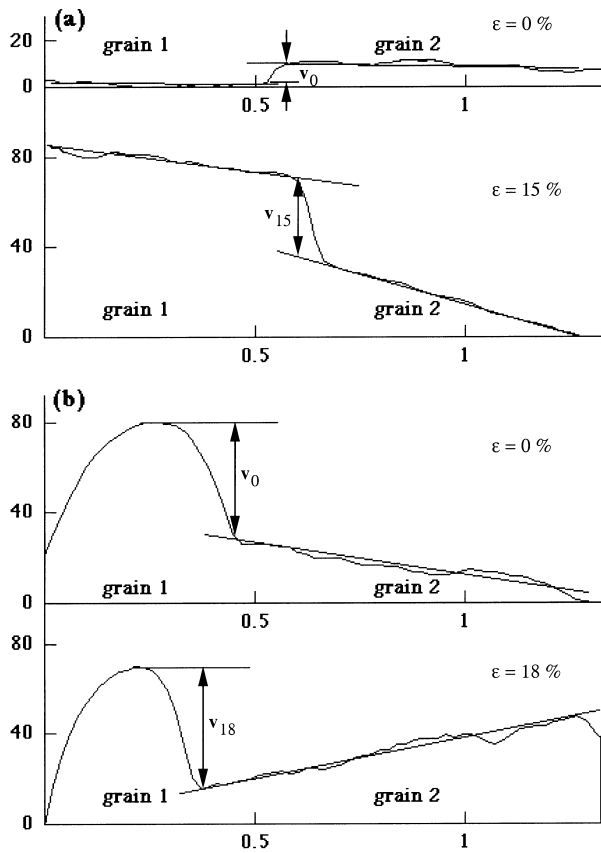 (a)
20
grain 1
grain 2
ε = 0 %
v0
0
0.5
1
80
ε = 15 %
v15
40
grain 1
grain 2
0
0.5
1
(b)
80
ε = 0 %
v0
40
grain 1
grain 2
0
0.5
1
80
ε = 18 %
v18
40
grain 1
grain 2
0
0.5
1